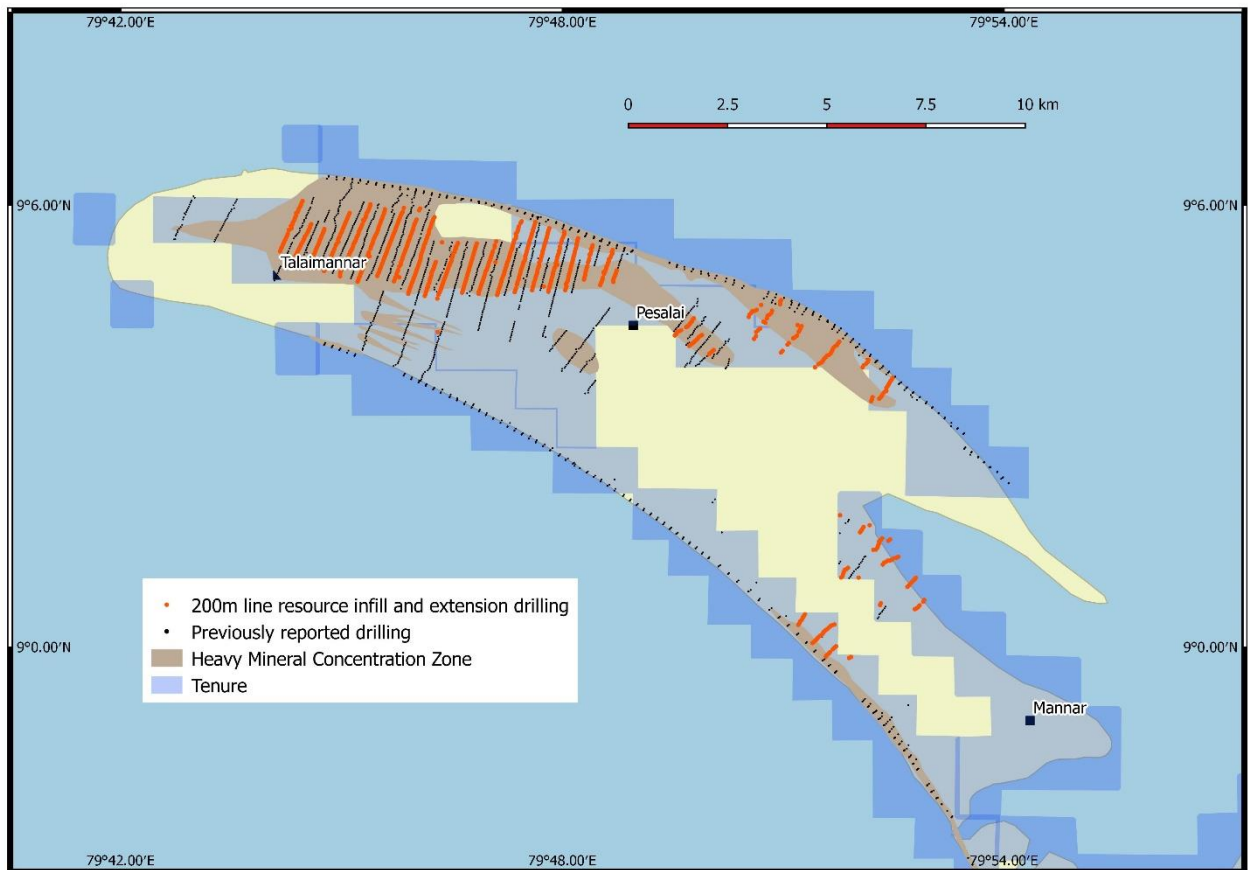 79°42.00′E 79°48.00′E 79°54.00′E
0 2.5 5 7.5 10 km
9°6.00′N 9°6.00′N
Talaimannar
Pesalai
200m line resource infill and extension drilling
Previously reported drilling
Heavy Mineral Concentration Zone
Tenure
9°0.00′N 9°0.00′N
Mannar
79°42.00′E 79°48.00′E 79°54.00′E